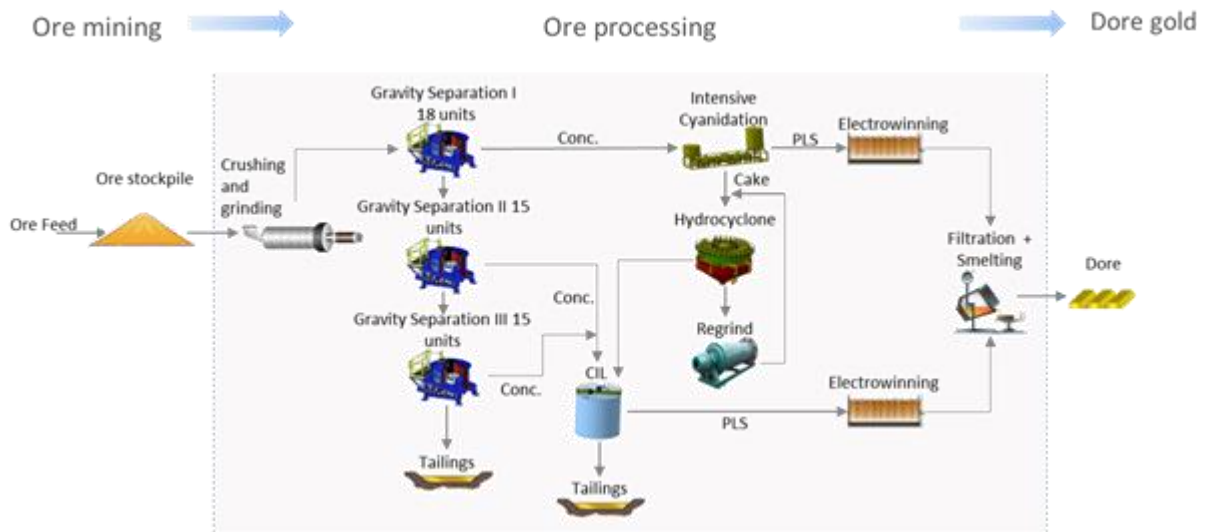 Ore mining
Ore processing
Dore gold
Gravity Separation I
18 units
Intensive
Cyanidation
Electrowinning
Conc.
PLS
Crushing
and
grinding
Ore stockpile
Cake
Ore Feed
Gravity Separation II 15
units
Hydrocyclone
Filtration +
Smelting
Dore
Conc.
Gravity Separation III 15
units
Regrind
CIL
Conc.
Electrowinning
PLS
Tailings
Tailings